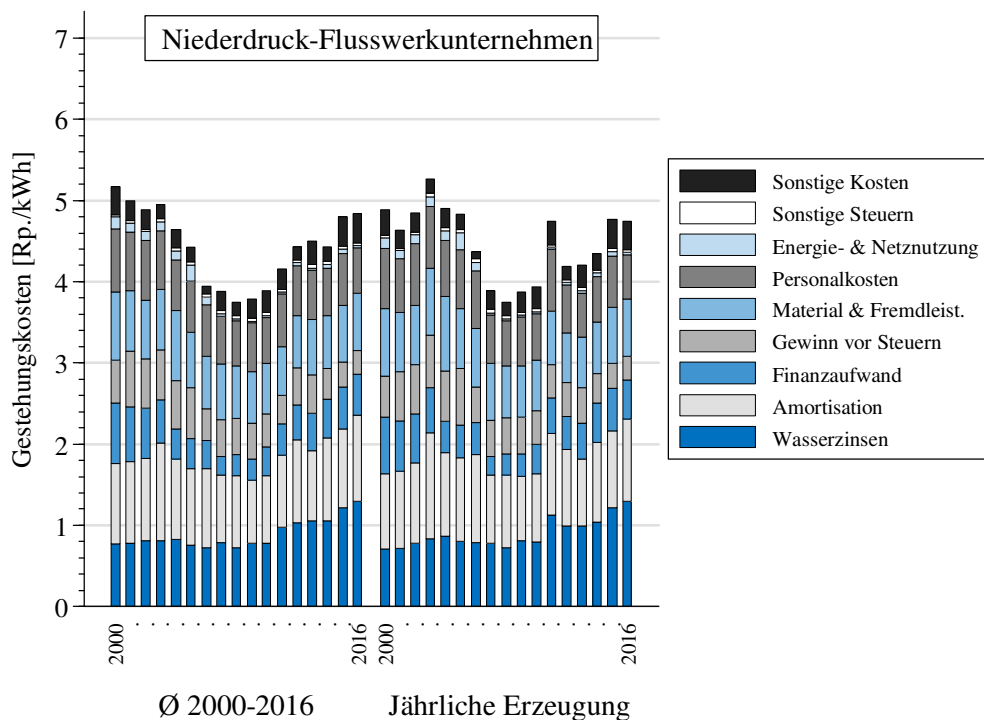 Niederdruck-Flusswerkunternehmen
Gestehungskosten [Rp./kWh]
7
6
5
4
3
2
1
0
2000
2016
2000
2016
Ø 2000-2016
Jährliche Erzeugung
Sonstige Kosten
Sonstige Steuern
Energie- & Netznutzung
Personalkosten
Material & Fremdleist.
Gewinn vor Steuern
Finanzaufwand
Amortisation
Wasserzinsen